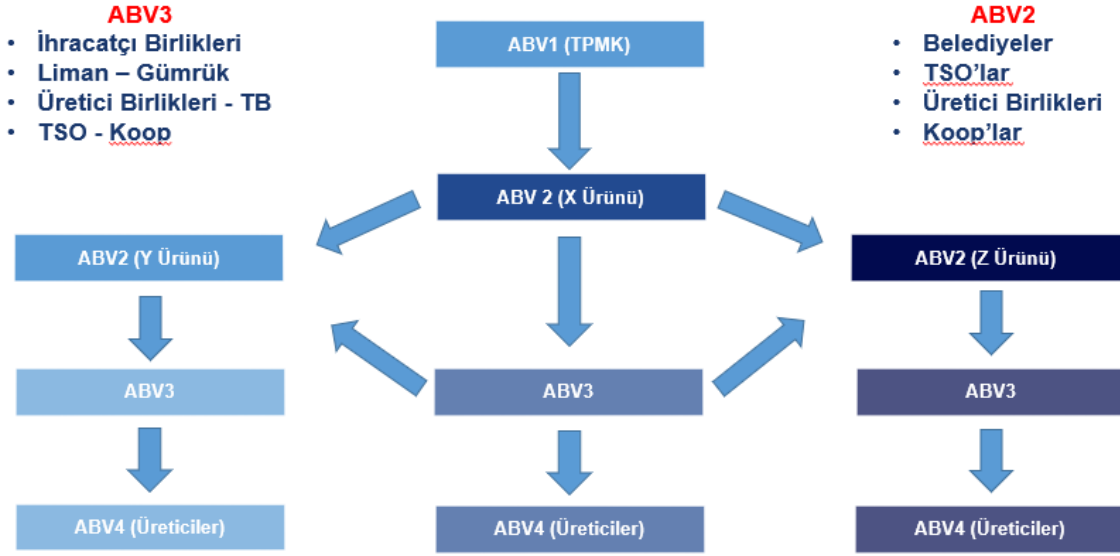 ABV3
• İhracatçı Birlikleri
• Liman – Gümrük
• Üretici Birlikleri - TB
• TSO - Koop
ABV1 (TPMK)
ABV2
• Belediyeler
• TSO’lar
• Üretici Birlikleri
• Koop’lar
ABV 2 (X Ürünü)
ABV2 (Y Ürünü)
ABV2 (Z Ürünü)
ABV3
ABV3
ABV3
ABV4 (Üreticiler)
ABV4 (Üreticiler)
ABV4 (Üreticiler)